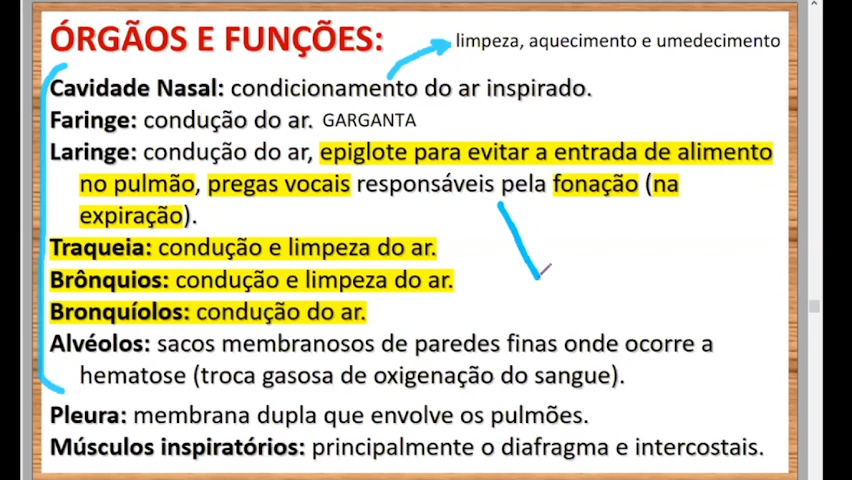 ÓRGÃOS E FUNÇÕES:
limpeza, aquecimento e umedecimento
Cavidade Nasal: condicionamento do ar inspirado.
Faringe: condução do ar. GARGANTA
Laringe: condução do ar, epiglote para evitar a entrada de alimento
no pulmão, pregas vocais responsáveis pela fonação (na
expiração).
Traqueia: condução e limpeza do ar.
Brônquios: condução e limpeza do ar.
Bronquíolos: condução do ar.
Alvéolos: sacos membranosos de paredes finas onde ocorre a
hematose (troca gasosa de oxigenação do sangue).
Pleura: membrana dupla que envolve os pulmões.
Músculos inspiratórios: principalmente o diafragma e intercostais.